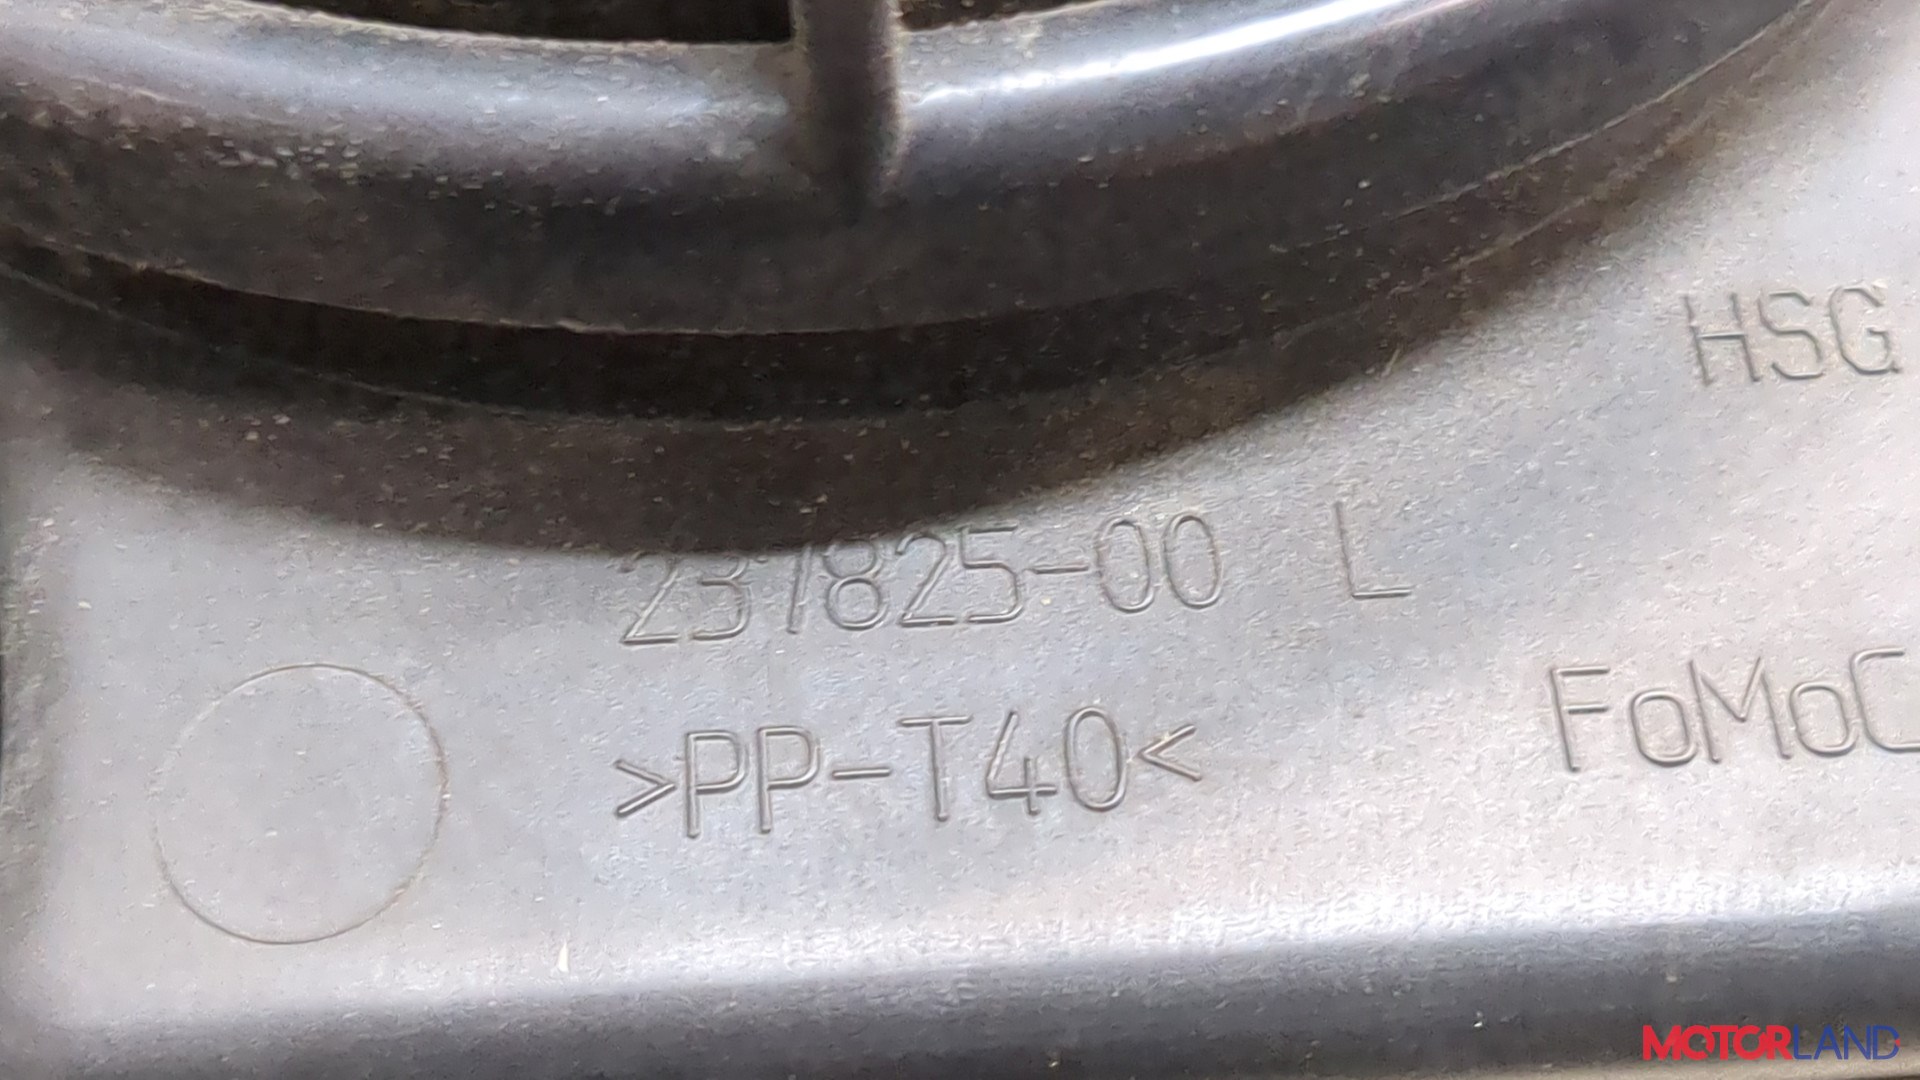 HSG
237825-00 L
FoMoC
>PP-T40<
MOTORLAND